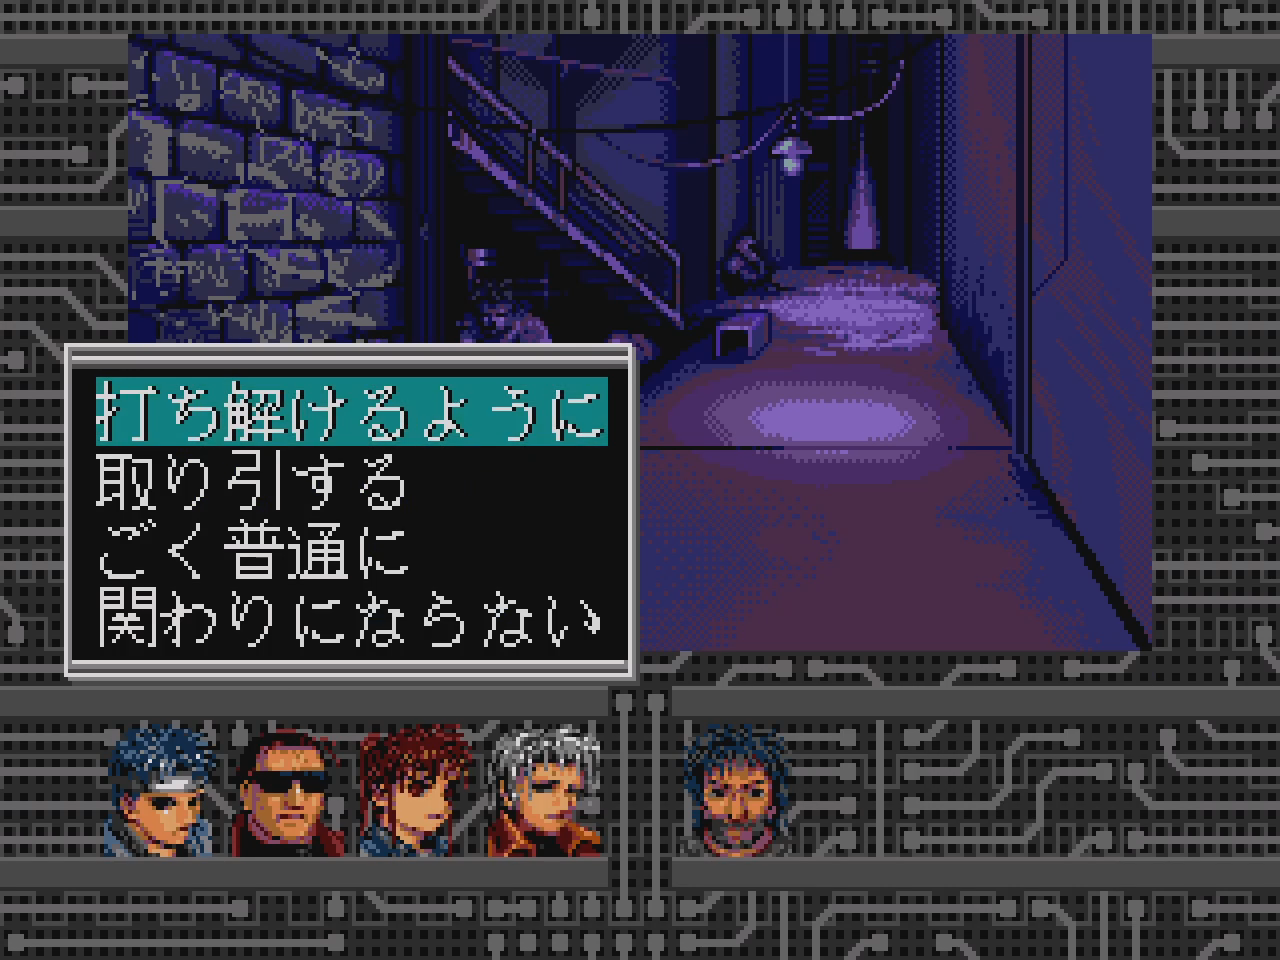 打ち解けるように
取り引する
ごく普通に
関わりにならない